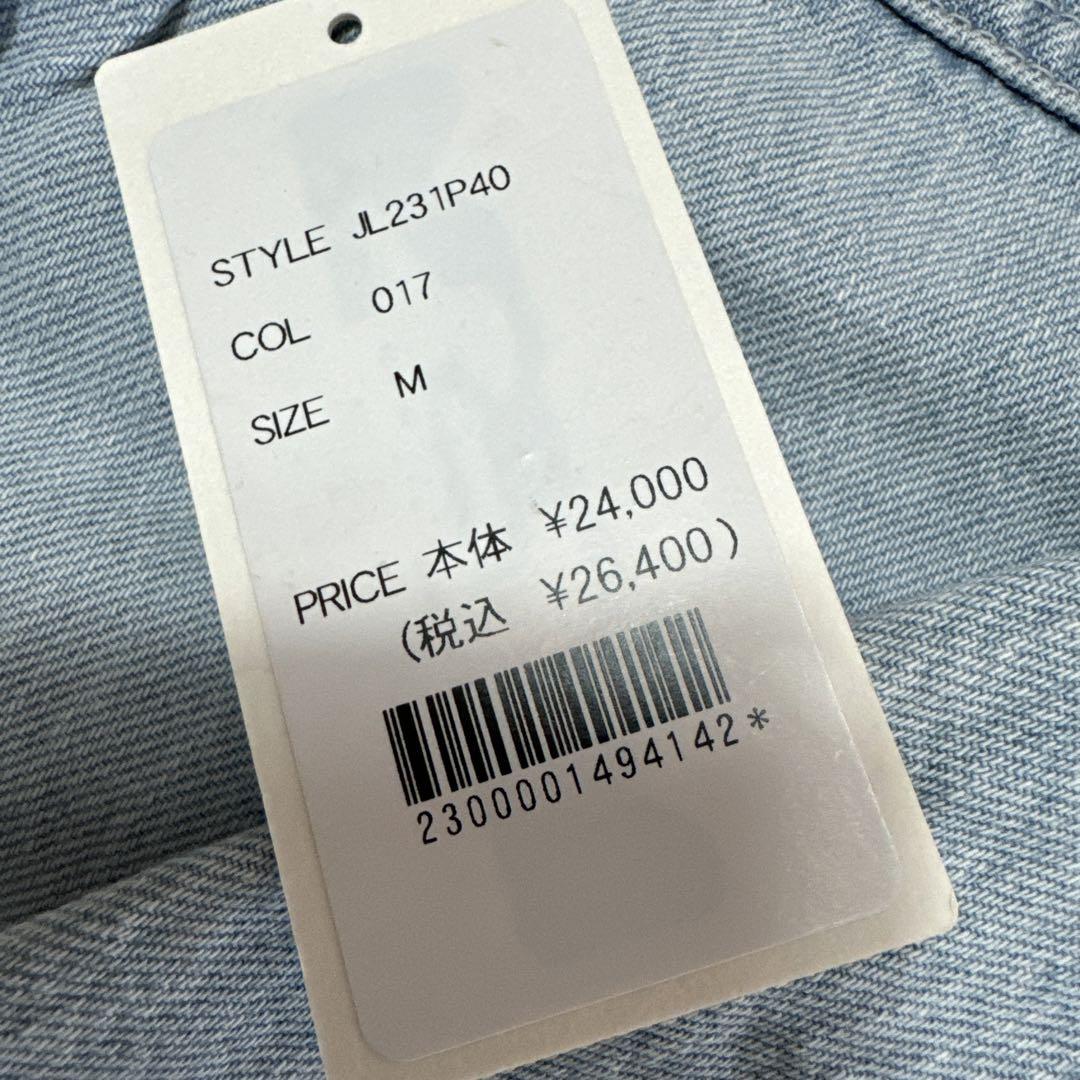 STYLE JL231P40
COL 017
SIZE M
PRICE 本体 ¥24,000
(税込 ¥26,400)
2300001494142*